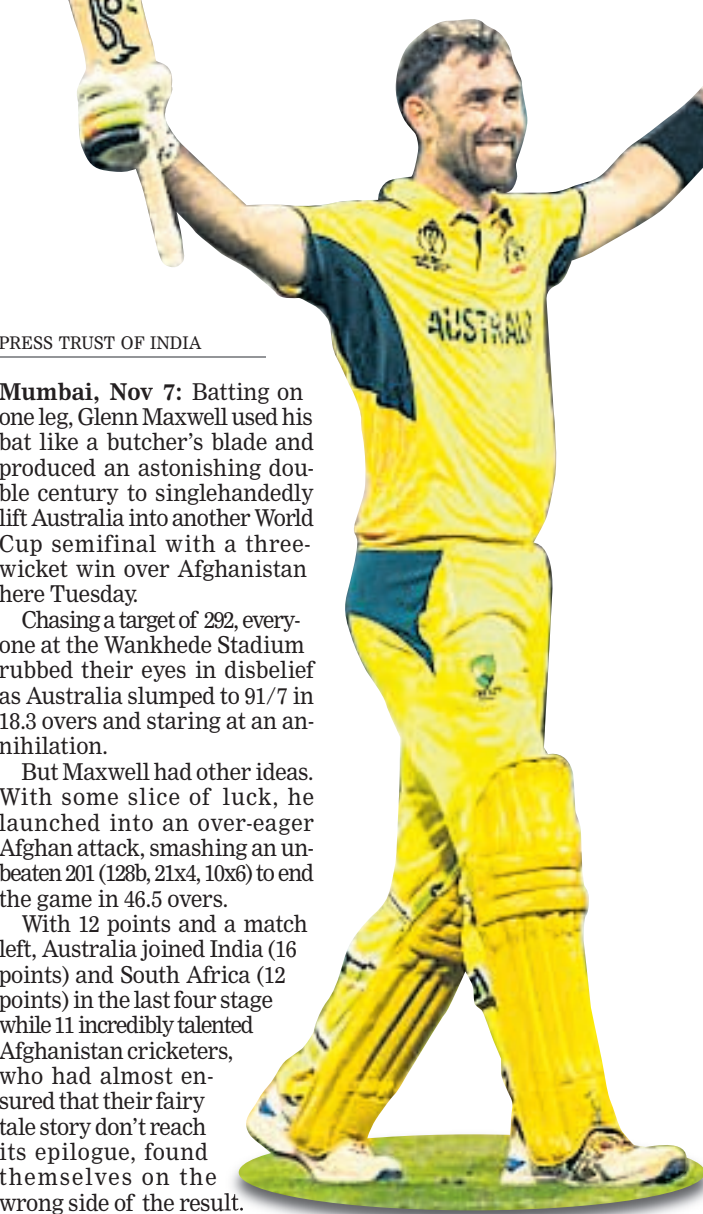 AUSTRALI
PRESS TRUST OF INDIA
Mumbai, Nov 7: Batting on
one leg, Glenn Maxwell used his
bat like a butcher's blade and
produced an astonishing dou-
ble century to singlehandedly
lift Australia into another World
Cup semifinal with a three-
wicket win over Afghanistan
here Tuesday.
Chasing a target of 292, every-
one at the Wankhede Stadium
rubbed their eyes in disbelief
as Australia slumped to 91/7 in
18.3 overs and staring at an an-
nihilation.
But Maxwell had other ideas.
With some slice of luck, he
launched into an over-eager
Afghan attack, smashing an un-
beaten 201 (128b, 21x4, 10x6) to end
the game in 46.5 overs.
With 12 points and a match
left, Australia joined India (16
points) and South Africa (12
points) in the last four stage
while 11 incredibly talented
Afghanistan cricketers,
who had almost en-
sured that their fairy
tale story don't reach
its epilogue, found
themselves on the
wrong side of the result.